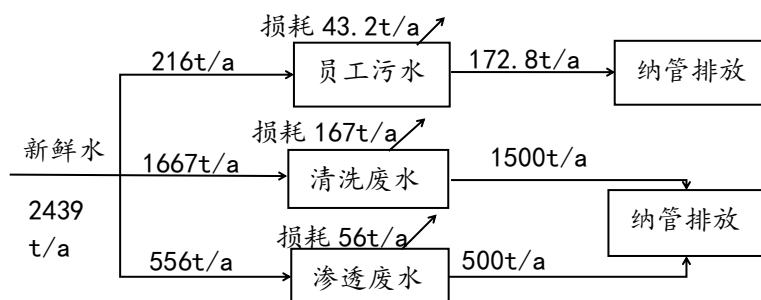 损耗 43.2t/a
216t/a
员工污水
172.8t/a
纳管排放
损耗 167t/a
新鲜水
1667t/a
清洗废水
1500t/a
2439
t/a
纳管排放
损耗 56t/a
556t/a
渗透废水
500t/a